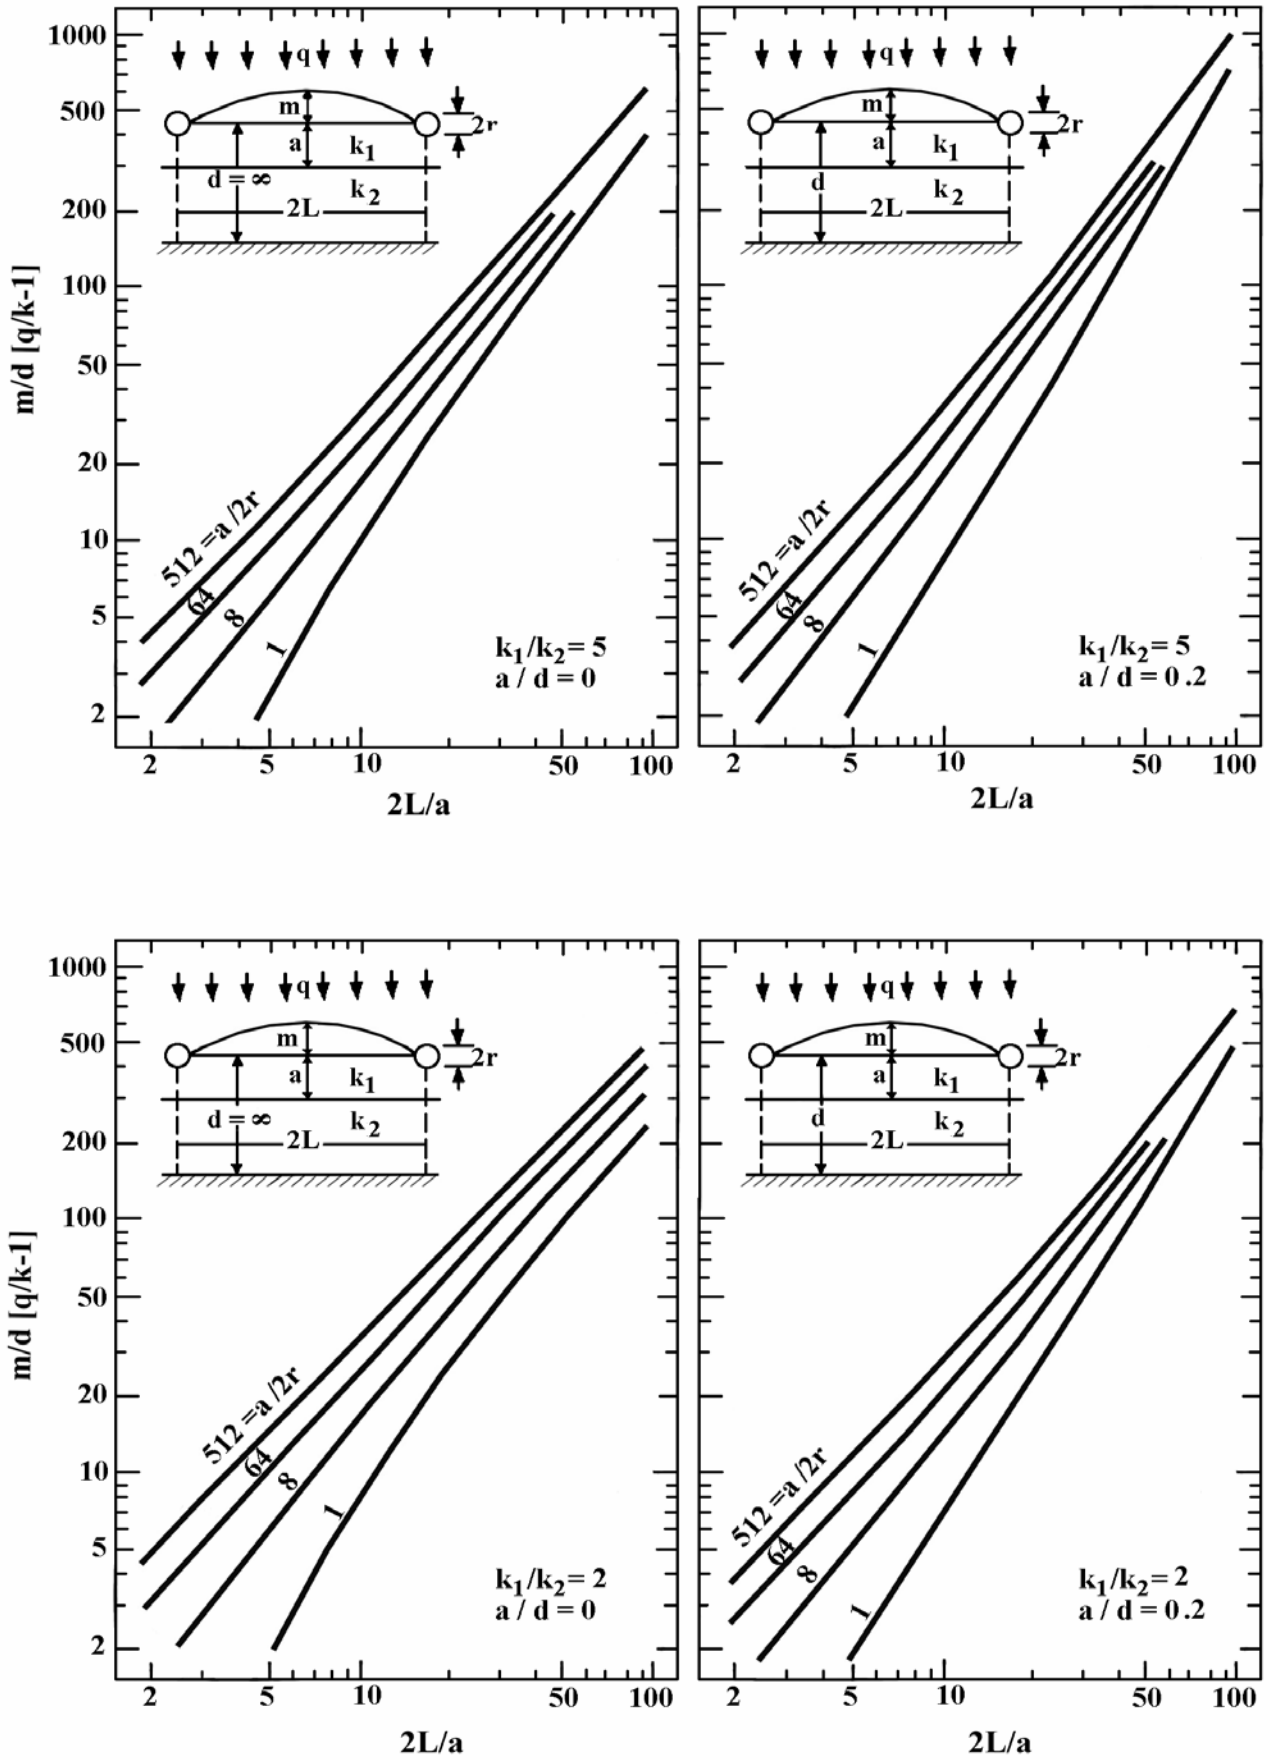 m/d [q/k-1]
1000
500
200
100
50
20
10
5
2
q
m
2r
a
k1
d = ∞
k2
2L
512 =a /2r
64
8
1
k1/k2= 5
a / d = 0
2 5 10 50 100
2L/a
q
m
2r
a
k1
d
k2
2L
512 =a /2r
64
8
1
k1/k2= 5
a / d = 0.2
2 5 10 50 100
2L/a
m/d [q/k-1]
1000
500
200
100
50
20
10
5
2
q
m
2r
a
k1
d = ∞
k2
2L
512 =a /2r
64
8
1
k1/k2= 2
a / d = 0
2 5 10 50 100
2L/a
q
m
2r
a
k1
d
k2
2L
512 =a /2r
64
8
1
k1/k2= 2
a / d = 0.2
2 5 10 50 100
2L/a